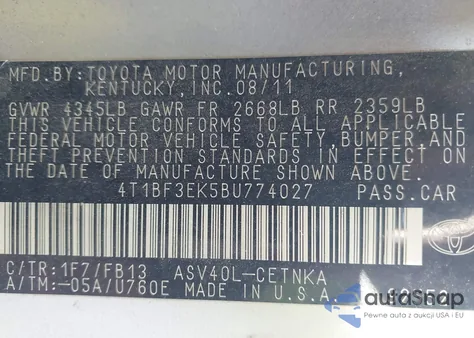 MFD.BY:TOYOTA MOTOR MANUFACTURING,
KENTUCKY,INC.08/11
GVWR 4345LB GAWR FR 2668LB RR 2359LB
THIS VEHICLE CONFORMS TO ALL APPLICABLE
FEDERAL MOTOR VEHICLE SAFETY,BUMPER,AND
THEFT PREVENTION STANDARDS IN EFFECT ON
THE DATE OF MANUFACTURE SHOWN ABOVE.
4T1BF3EK5BU774027 PASS.CAR
C/TR:1F7/FB13 ASV40L-CETNKA
A/TM:-05A/U760E MADE IN U.S.A.
autoSap
Pewne auta z aukcji USA i EU